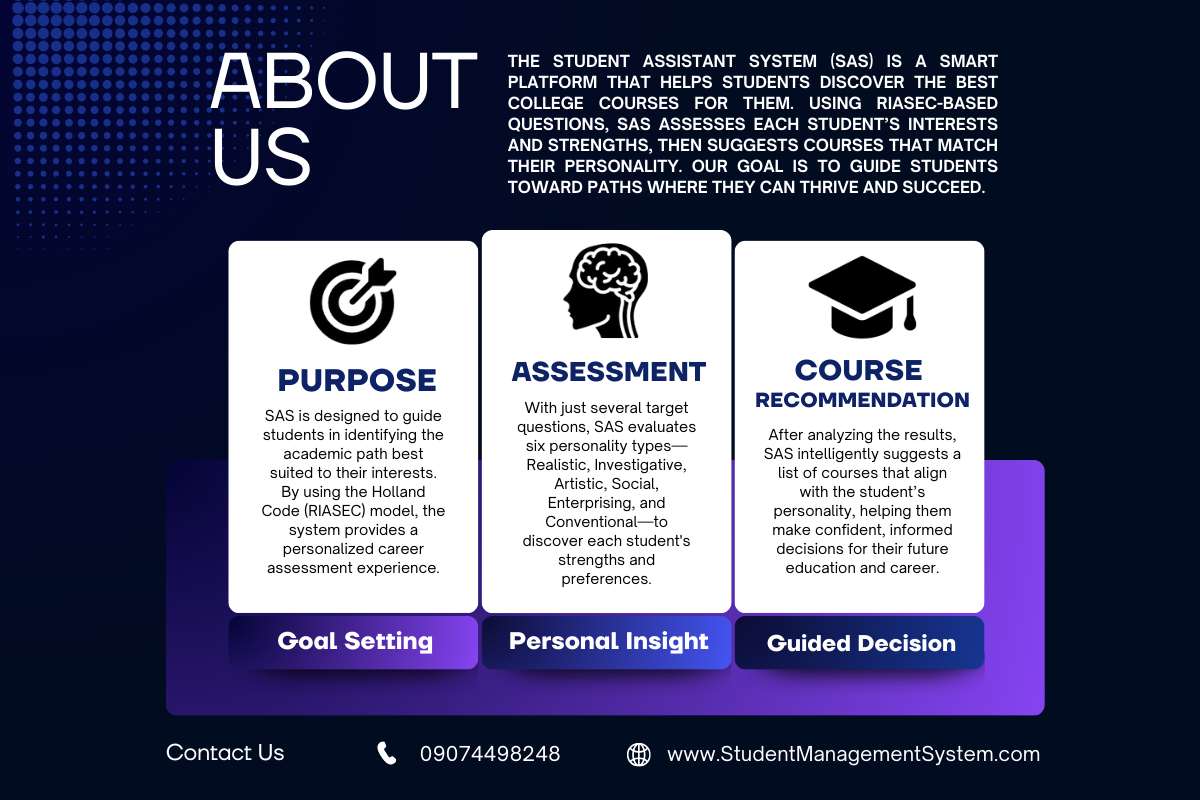 ABOUT
US
THE STUDENT ASSISTANT SYSTEM (SAS) IS A SMART
PLATFORM THAT HELPS STUDENTS DISCOVER THE BEST
COLLEGE COURSES FOR THEM. USING RIASEC-BASED
QUESTIONS, SAS ASSESSES EACH STUDENT’S INTERESTS
AND STRENGTHS, THEN SUGGESTS COURSES THAT MATCH
THEIR PERSONALITY. OUR GOAL IS TO GUIDE STUDENTS
TOWARD PATHS WHERE THEY CAN THRIVE AND SUCCEED.
PURPOSE
SAS is designed to guide
students in identifying the
academic path best
suited to their interests.
By using the Holland
Code (RIASEC) model, the
system provides a
personalized career
assessment experience.
Goal Setting
ASSESSMENT
With just several target
questions, SAS evaluates
six personality types—
Realistic, Investigative,
Artistic, Social,
Enterprising, and
Conventional—to
discover each student's
strengths and
preferences.
Personal Insight
COURSE
RECOMMENDATION
After analyzing the results,
SAS intelligently suggests a
list of courses that align
with the student’s
personality, helping them
make confident, informed
decisions for their future
education and career.
Guided Decision
Contact Us
09074498248
www.StudentManagementSystem.com